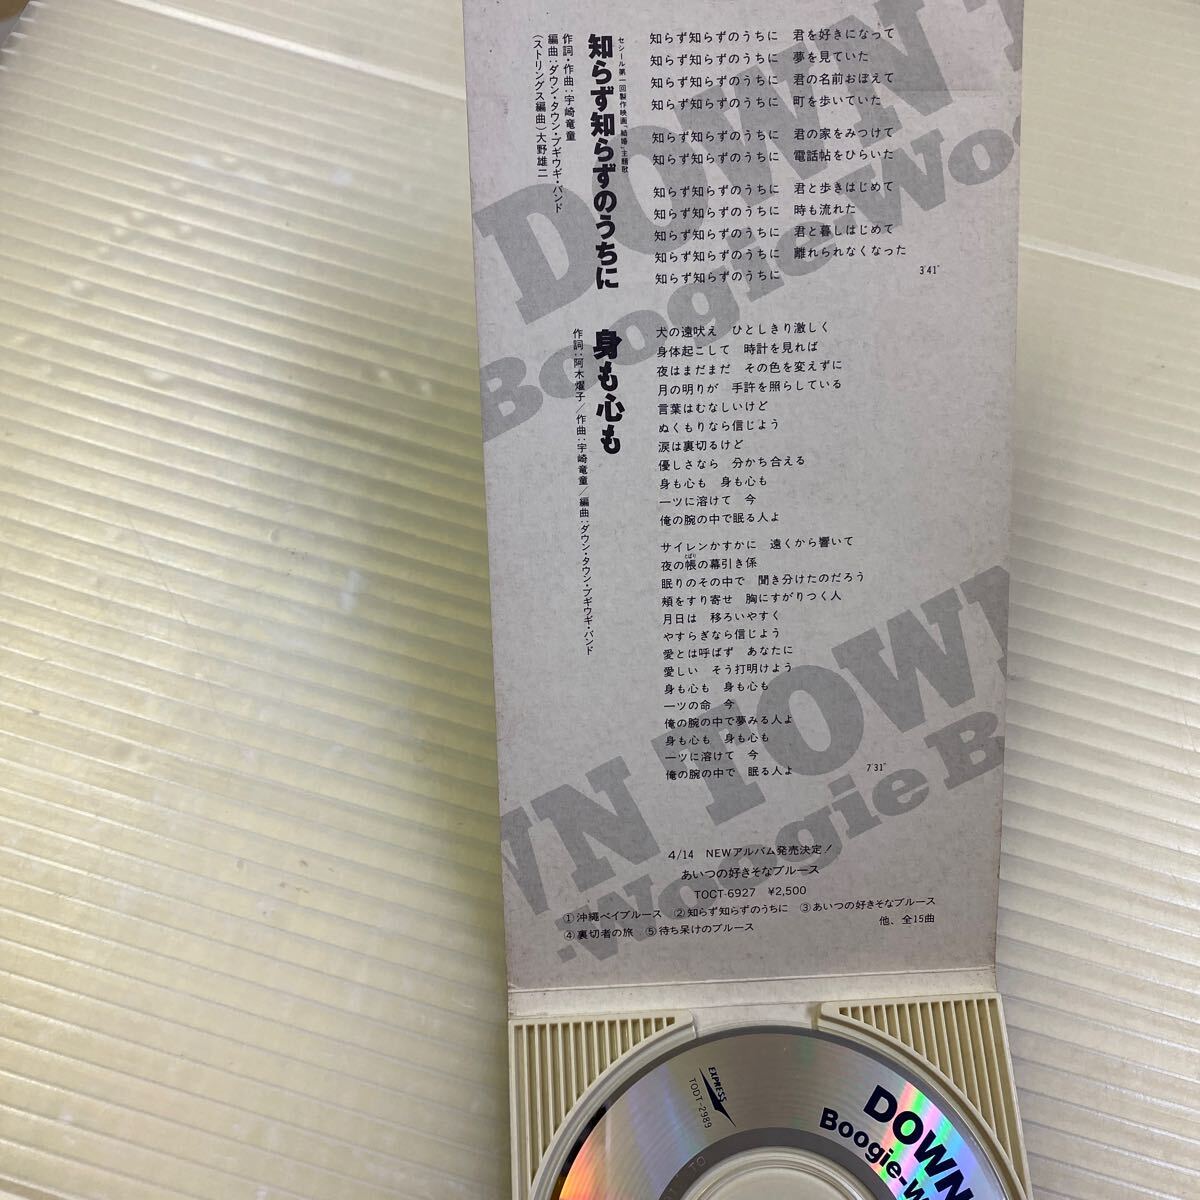 セシール第一回製作映画「結婚」主題歌
知らず知らずのうちに
作詞・作曲:宇崎竜童
編曲:ダウン・タウン・ブギウギ・バンド
(ストリングス編曲)大野雄二
知らず知らずのうちに 君を好きになって
知らず知らずのうちに 夢を見ていた
知らず知らずのうちに 君の名前おぼえて
知らず知らずのうちに 町を歩いていた
知らず知らずのうちに 君の家をみつけて
知らず知らずのうちに 電話帖をひらいた
知らず知らずのうちに 君と歩きはじめて
知らず知らずのうちに 時も流れた
知らず知らずのうちに 君と暮しはじめて
知らず知らずのうちに 離れられなくなった
知らず知らずのうちに 3'41"
身も心も
作詞:阿木燿子/作曲:宇崎竜童/編曲:ダウン・タウン・ブギウギ・バンド
犬の遠吠え ひとしきり激しく
身体起こして 時計を見れば
夜はまだまだ その色を変えずに
月の明りが 手許を照らしている
言葉はむなしいけど
ぬくもりなら信じよう
涙は裏切るけど
優しさなら 分かち合える
身も心も 身も心も
一ツに溶けて 今
俺の腕の中で眠る人よ
サイレンかすかに 遠くから響いて
夜の帳の幕引き係
とばり
眠りのその中で 聞き分けたのだろう
頬をすり寄せ 胸にすがりつく人
月日は 移ろいやすく
やすらぎなら信じよう
愛とは呼ばず あなたに
愛しい そう打明けよう
身も心も 身も心も
一ツの命 今
俺の腕の中で夢みる人よ
身も心も 身も心も
一ツに溶けて 今
俺の腕の中で 眠る人よ 7'31"
4/14 NEWアルバム発売決定!
あいつの好きそなブルース
TOCT-6927 ¥2,500
①沖縄ベイブルース ②知らず知らずのうちに ③あいつの好きそなブルース
④裏切者の旅 ⑤待ち呆けのブルース 他、全15曲
DOWN
Boogie-Woo
WN TOWN
-Woogie B
EXPRESS
TODT-2989
DOWN
Boogie-W